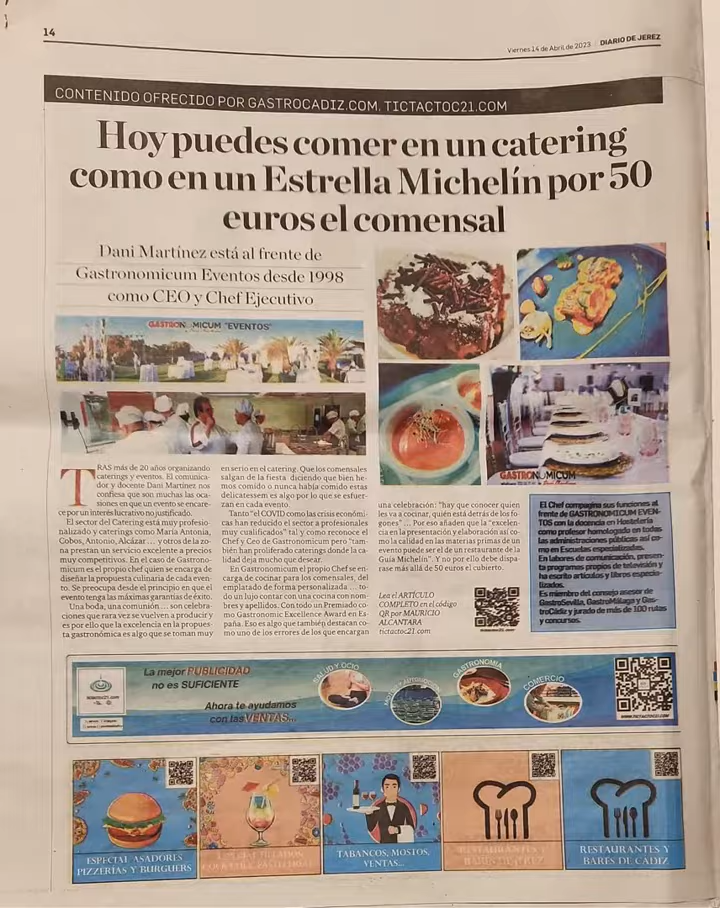 14
Viernes 14 de Abril de 2023 | DIARIO DE JEREZ
CONTENIDO OFRECIDO POR GASTROCADIZ.COM. TICTACTOC21.COM
Hoy puedes comer en un catering
como en un Estrella Michelín por 50
euros el comensal
Dani Martínez está al frente de
Gastronomicum Eventos desde 1998
como CEO y Chef Ejecutivo
GASTRONOMICUM "EVENTOS"
GASTRONOMICUM
TRAS más de 20 años organizando
caterings y eventos. El comunica-
dor y docente Dani Martínez nos
confiesa que son muchas las oca-
siones en que un evento se encare-
ce por un interés lucrativo no justificado.
El sector del Catering está muy profesio-
nalizado y caterings como María Antonia,
Cobos, Antonio, Alcázar… y otros de la zo-
na prestan un servicio excelente a precios
muy competitivos. En el caso de Gastrono-
micum es el propio chef quien se encarga de
diseñar la propuesta culinaria de cada even-
to. Se preocupa desde el principio en que el
evento tenga las máximas garantías de éxito.
Una boda, una comunión… son celebra-
ciones que rara vez se vuelven a producir y
es por ello que la excelencia en la propues-
ta gastronómica es algo que se toman muy
en serio en el catering. Que los comensales
salgan de la fiesta diciendo que bien he-
mos comido o nunca había comido estas
delicatessem es algo por lo que se esfuer-
zan en cada evento.
Tanto "el COVID como las crisis económi-
cas han reducido el sector a profesionales
muy cualificados" tal y como reconoce el
Chef y Ceo de Gastronomicum pero "tam-
bién han proliferado caterings donde la cali-
dad deja mucho que desear.
En Gastronomicum el propio Chef se en-
carga de cocinar para los comensales, del
emplatado de forma personalizada … to-
do un lujo contar con una cocina con nom-
bres y apellidos. Con todo un Premiado co-
mo Gastronomic Excellence Award en Es-
paña. Eso es algo que también destacan co-
mo unos de los errores de los que encargan
una celebración: "hay que conocer quien
les va a cocinar, quién está detrás de los fo-
gones" … Por eso añaden que la "excelen-
cia en la presentación y elaboración así co-
mo la calidad en las materias primas de un
evento puede ser el de un restaurante de la
Guía Michelín". Y no por ello debe dispa-
rase más allá de 50 euros el cubierto.
Lea el ARTÍCULO
COMPLETO en el código
QR por MAURICIO
ALCANTARA
tictactoc21.com
El Chef compagina sus funciones al
frente de GASTRONOMICUM EVEN-
TOS con la docencia en Hostelería
como profesor homologado en todas
las administraciones públicas así co-
mo en Escuelas especializadas.
En labores de comunicación, presen-
ta programas propios de televisión y
ha escrito artículos y libros especia-
lizados.
Es miembro del consejo asesor de
GastroSevilla, GastroMálaga y Gas-
troCádiz y jurado de más de 100 rutas
y concursos.
tictactoc21.com
La mejor PUBLICIDAD
no es SUFICIENTE
Ahora te ayudamos
con las VENTAS...
SALUD Y OCIO
GASTRONOMIA
COMERCIO
WWW.TICTACTOC21.COM
ESPECIAL ASADORES
PIZZERIAS Y BURGUERS
TABANCOS, MOSTOS,
VENTAS...
RESTAURANTES Y
BARES DE JEREZ
RESTAURANTES Y
BARES DE CADIZ